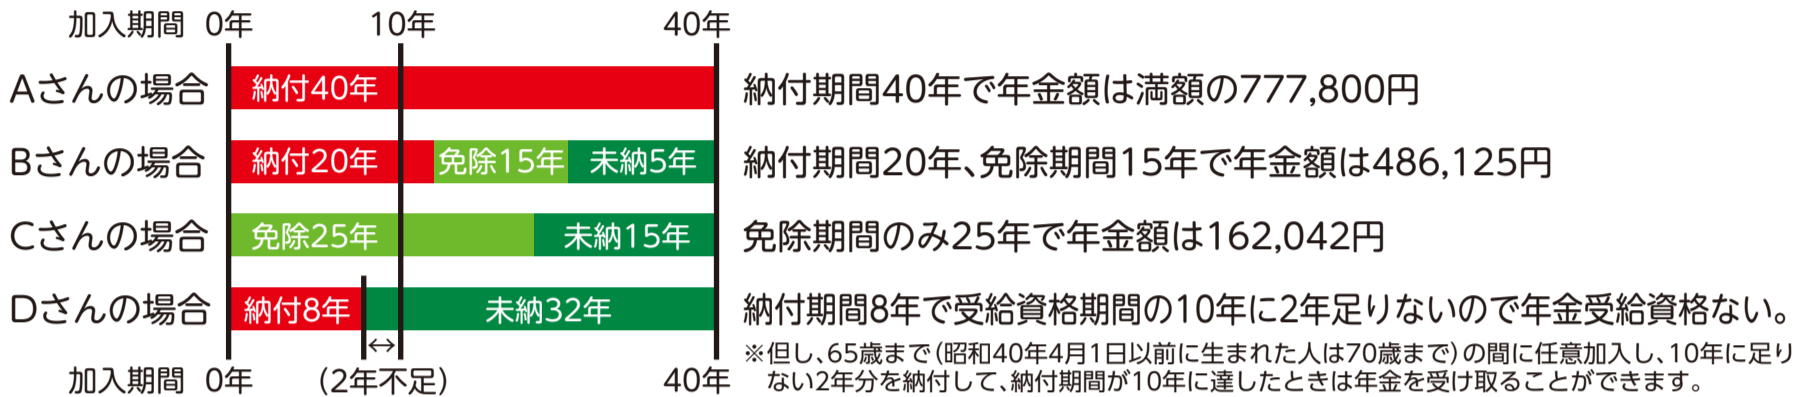 加入期間 0年 10年 40年
Aさんの場合 納付40年 納付期間40年で年金額は満額の777,800円
Bさんの場合 納付20年 免除15年 未納5年 納付期間20年、免除期間15年で年金額は486,125円
Cさんの場合 免除25年 未納15年 免除期間のみ25年で年金額は162,042円
Dさんの場合 納付8年 未納32年 納付期間8年で受給資格期間の10年に2年足りないので年金受給資格ない。
※但し、65歳まで(昭和40年4月1日以前に生まれた人は70歳まで)の間に任意加入し、10年に足り
ない2年分を納付して、納付期間が10年に達したときは年金を受け取ることができます。
加入期間 0年 (2年不足) 40年